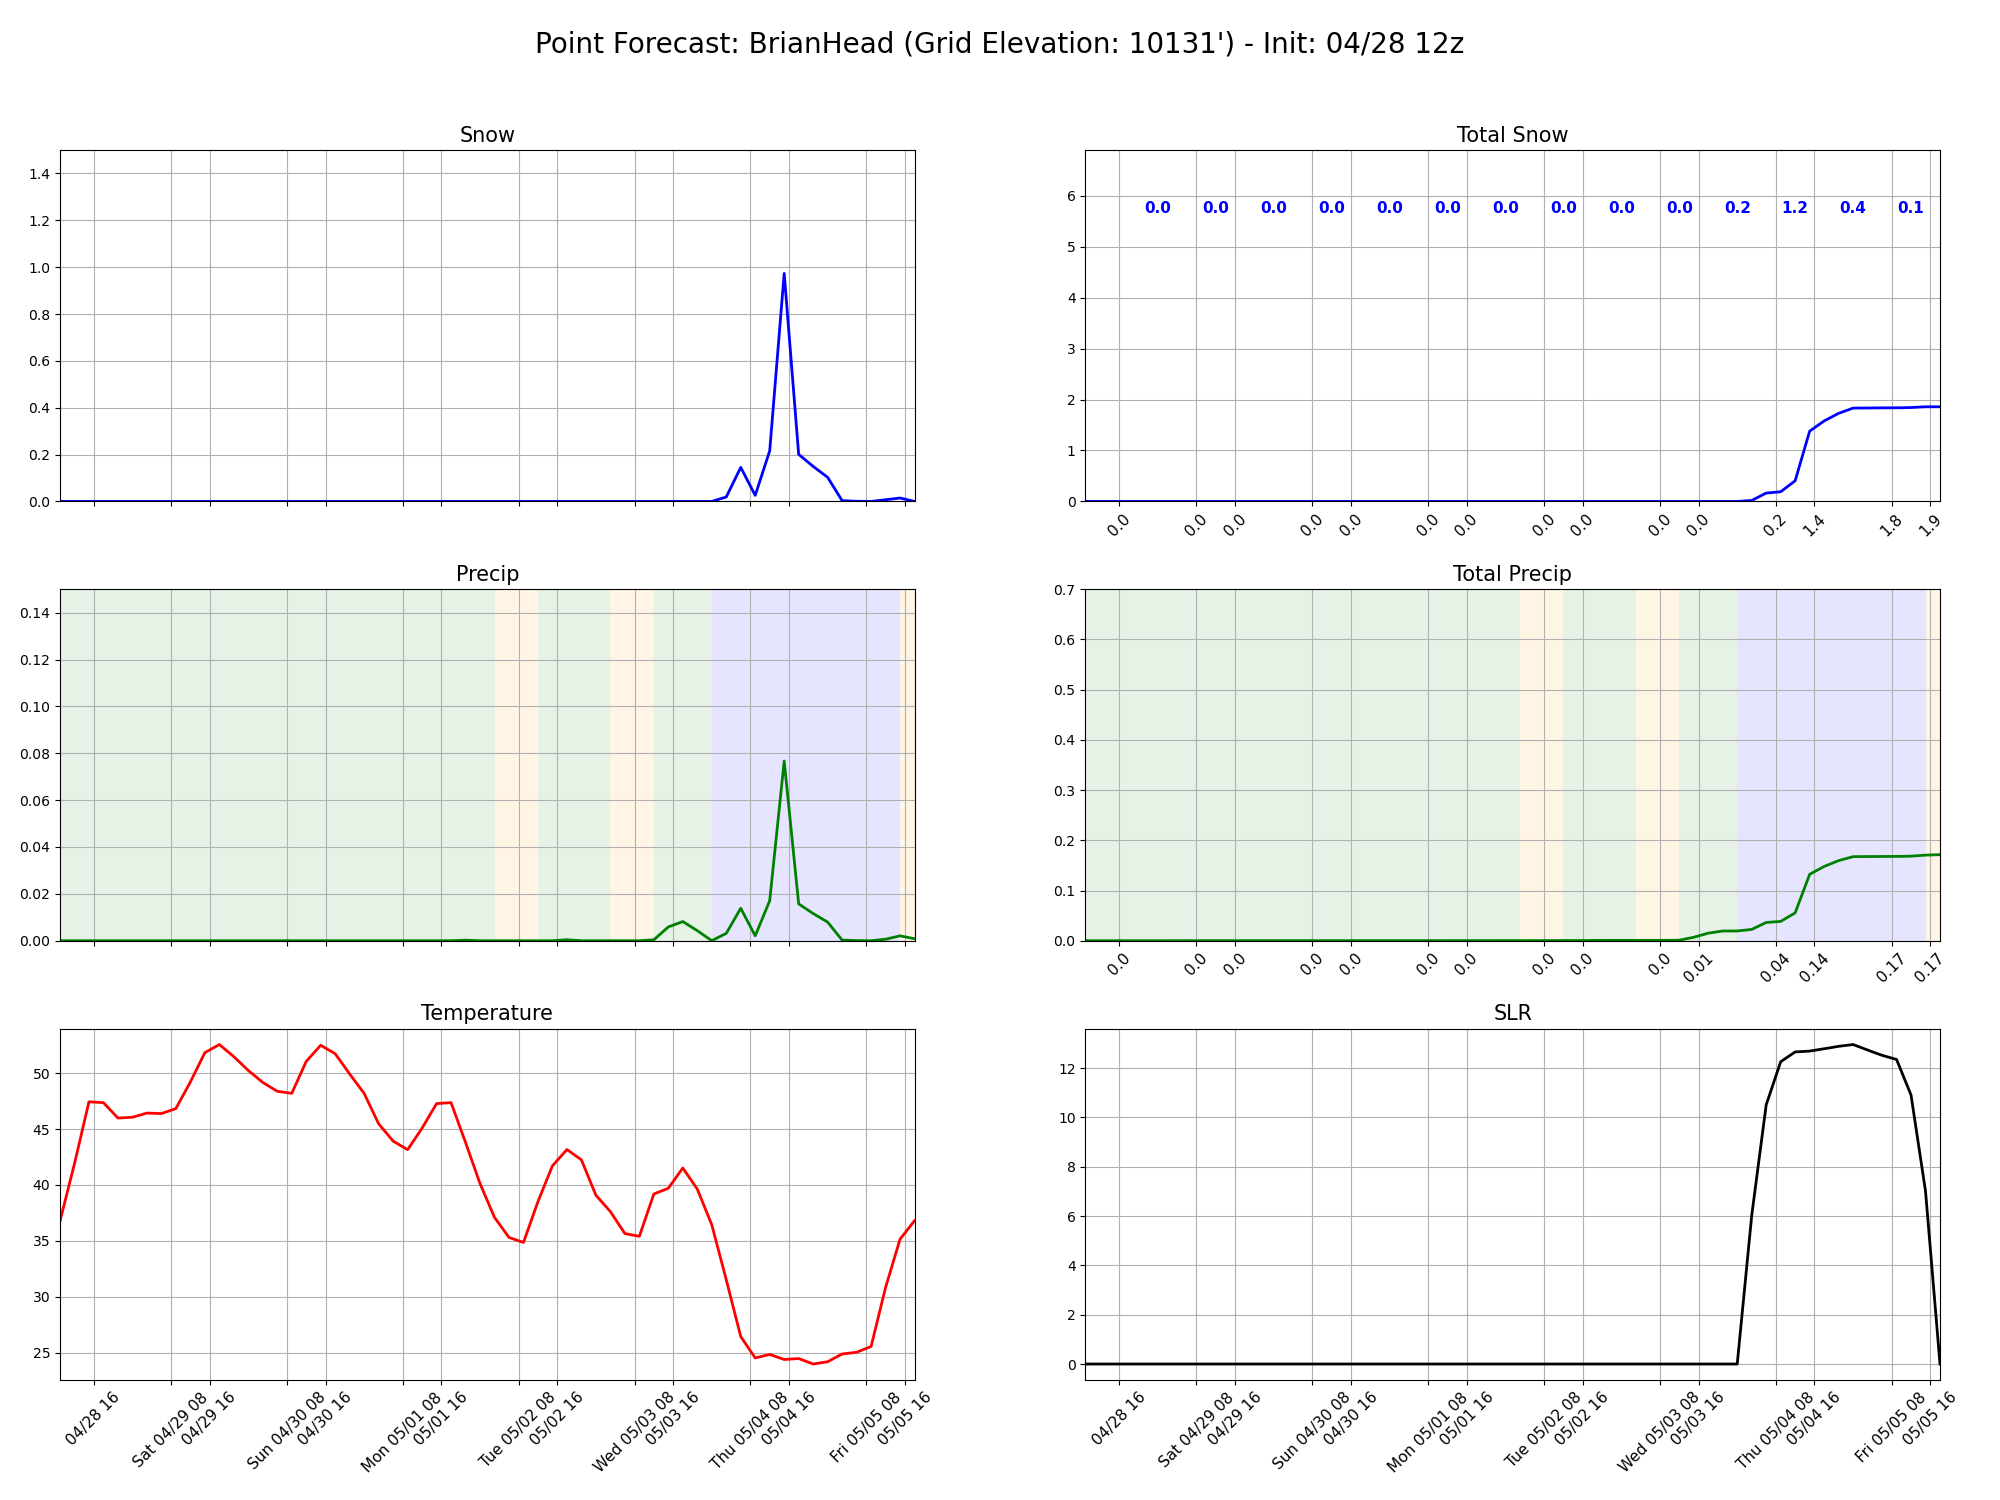 Point Forecast: BrianHead (Grid Elevation: 10131') - Init: 04/28 12z
Snow
1.4
1.2
1.0
0.8
0.6
0.4
0.2
0.0
Total Snow
6
5
4
3
2
1
0
0.0 0.0 0.0 0.0 0.0 0.0 0.0 0.0 0.0 0.0 0.2 1.2 0.4 0.1
0.0 0.0 0.0 0.0 0.0 0.0 0.0 0.0 0.0 0.0 0.0 0.2 1.4 1.8 1.9
Precip
0.14
0.12
0.10
0.08
0.06
0.04
0.02
0.00
Total Precip
0.7
0.6
0.5
0.4
0.3
0.2
0.1
0.0
0.0 0.0 0.0 0.0 0.0 0.0 0.0 0.0 0.0 0.0 0.01 0.04 0.14 0.17 0.17
Temperature
50
45
40
35
30
25
04/28 16
Sat 04/29 08
04/29 16
Sun 04/30 08
04/30 16
Mon 05/01 08
05/01 16
Tue 05/02 08
05/02 16
Wed 05/03 08
05/03 16
Thu 05/04 08
05/04 16
Fri 05/05 08
05/05 16
SLR
12
10
8
6
4
2
0
04/28 16
Sat 04/29 08
04/29 16
Sun 04/30 08
04/30 16
Mon 05/01 08
05/01 16
Tue 05/02 08
05/02 16
Wed 05/03 08
05/03 16
Thu 05/04 08
05/04 16
Fri 05/05 08
05/05 16